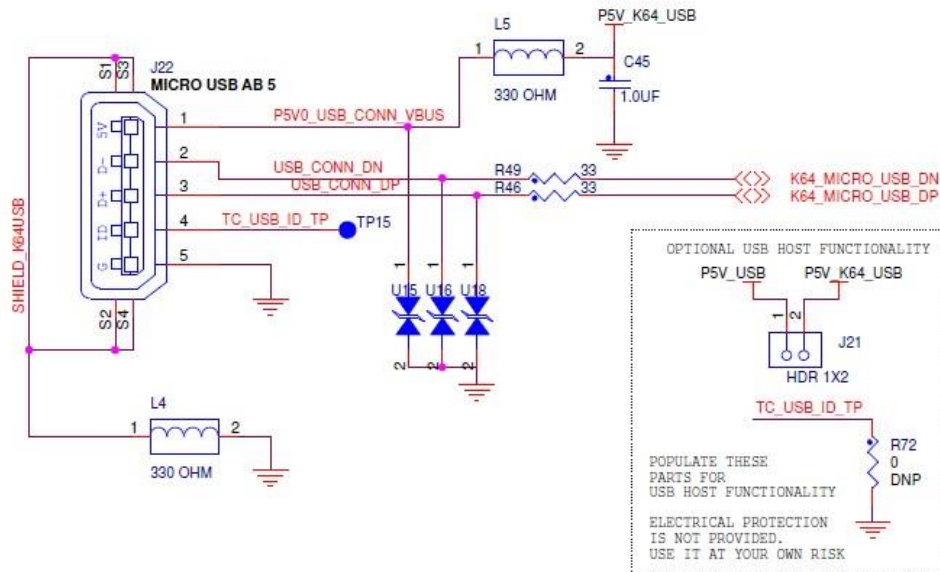 P5V_K64_USB
L5
1
2
330 OHM
C45
1.0UF
S1
S3
J22
MICRO USB AB 5
5V
D-
D+
ID
G
1
2
3
4
5
P5V0_USB_CONN_VBUS
USB_CONN_DN
USB_CONN_DP
TC_USB_ID_TP
TP15
R49
33
R46
33
K64_MICRO_USB_DN
K64_MICRO_USB_DP
SHIELD_K64USB
S2
S4
1
1
1
U15
U16
U18
2
2
2
L4
1
2
330 OHM
OPTIONAL USB HOST FUNCTIONALITY
P5V_USB
P5V_K64_USB
1
2
J21
HDR 1X2
TC_USB_ID_TP
R72
0
DNP
POPULATE THESE
PARTS FOR
USB HOST FUNCTIONALITY
ELECTRICAL PROTECTION
IS NOT PROVIDED.
USE IT AT YOUR OWN RISK